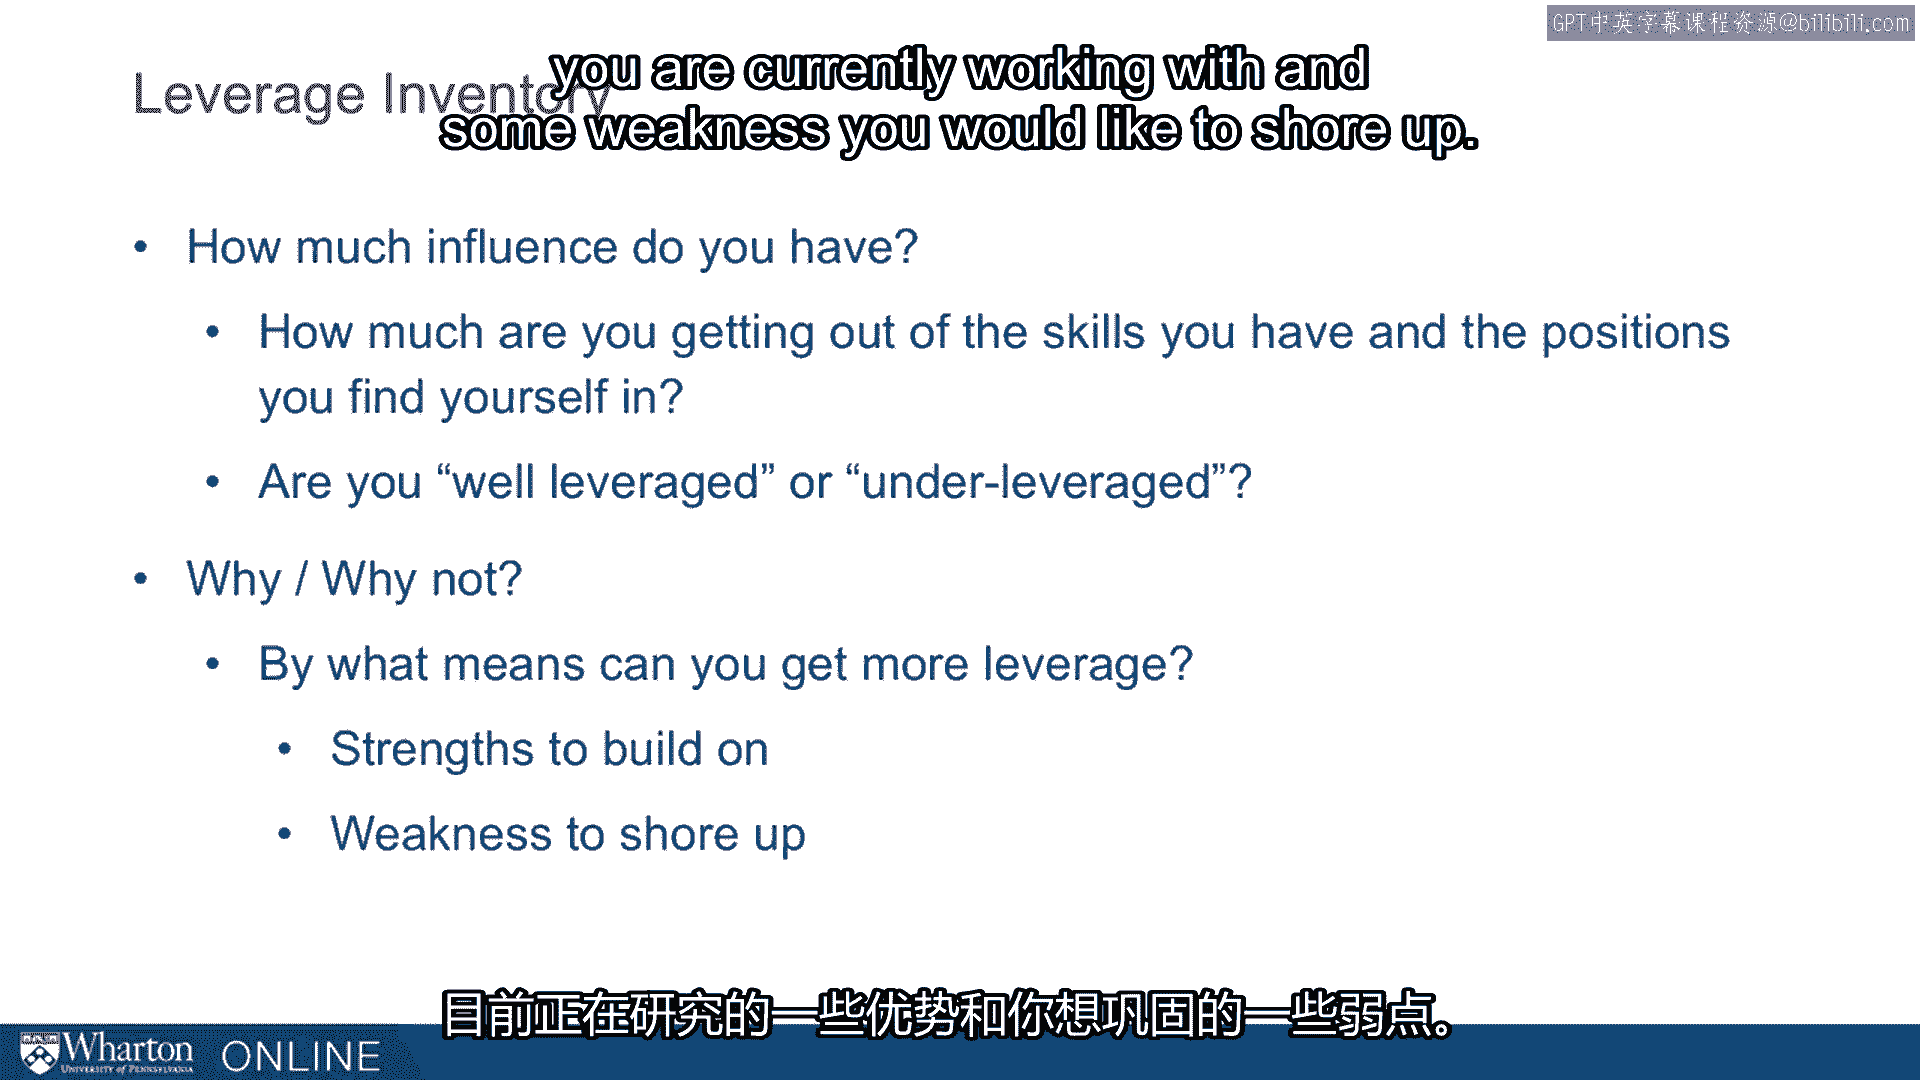 GPT中英字幕课程资源@bilibili.com
you are currently working with and
some weakness you would like to shore up.
Leverage Inventory
• How much influence do you have?
• How much are you getting out of the skills you have and the positions
you find yourself in?
• Are you “well leveraged” or “under-leveraged”?
• Why / Why not?
• By what means can you get more leverage?
• Strengths to build on
• Weakness to shore up
目前正在研究的一些优势和你想巩固的一些弱点。
Wharton ONLINE
UNIVERSITY of PENNSYLVANIA